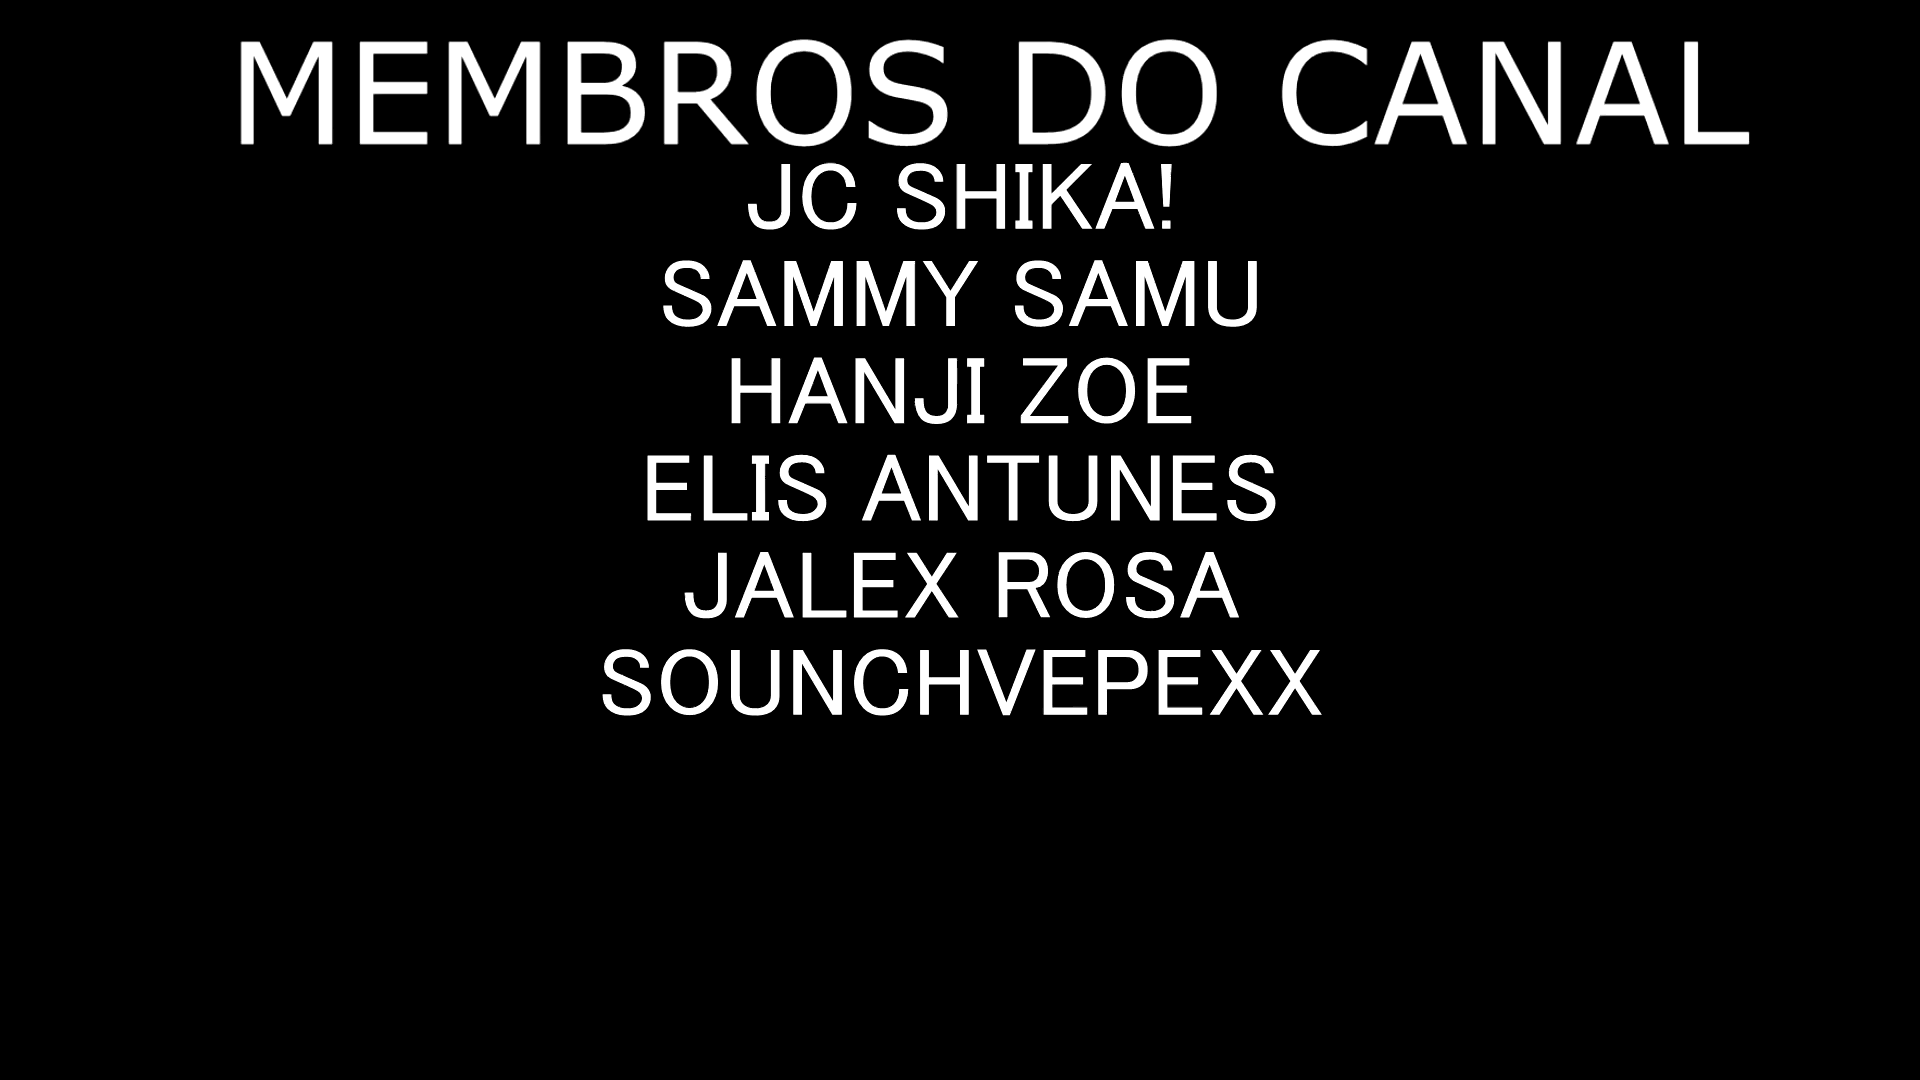 MEMBROS DO CANAL
JC SHIKA!
SAMMY SAMU
HANJI ZOE
ELIS ANTUNES
JALEX ROSA
SOUNCHVEPEXX